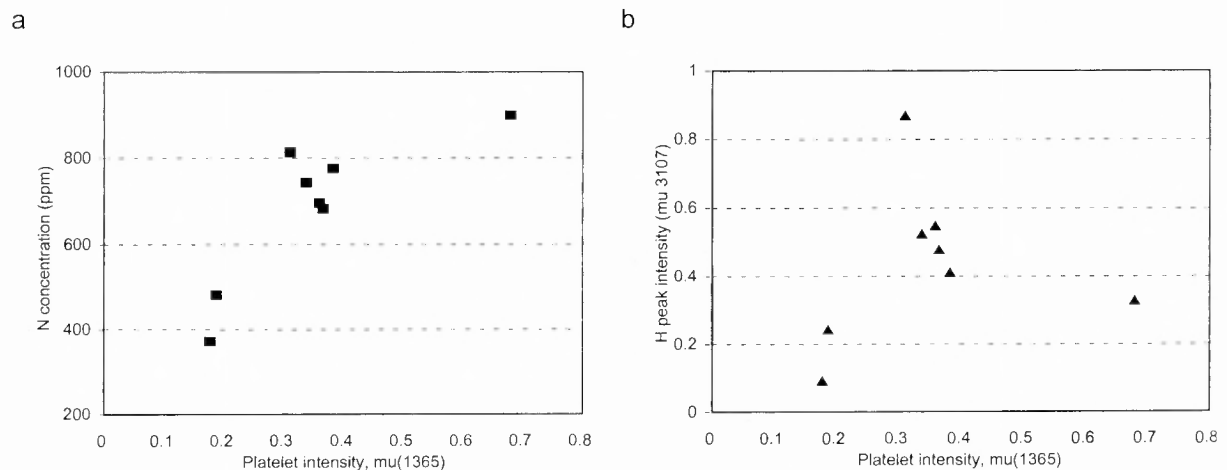 a
1000
800
600
400
200
N concentration (ppm)
0 0.1 0.2 0.3 0.4 0.5 0.6 0.7 0.8
Platelet intensity, mu(1365)
b
1
0.8
0.6
0.4
0.2
0
H peak intensity (mu 3107)
0 0.1 0.2 0.3 0.4 0.5 0.6 0.7 0.8
Platelet intensity, mu(1365)